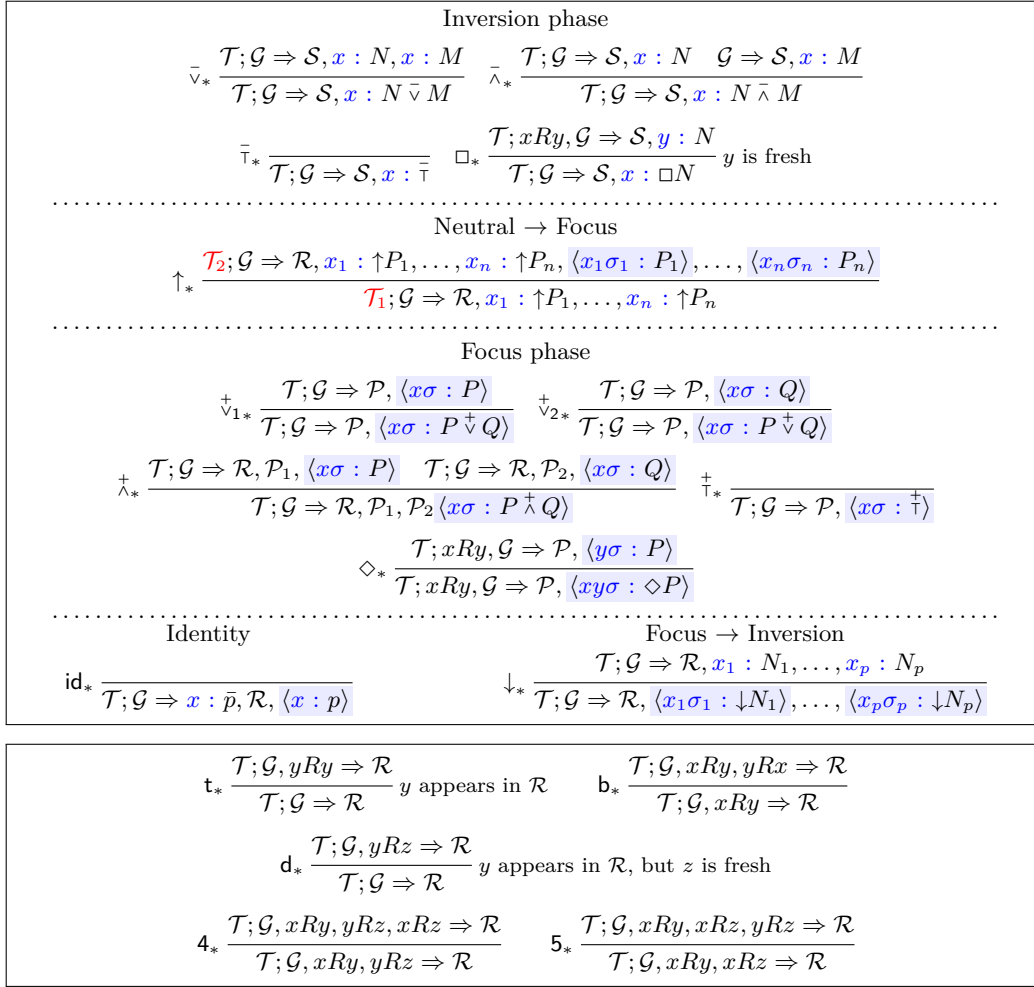 Inversion phase
∨̄∗ 𝒯; 𝒢 ⇒ 𝒮, x : N, x : M / 𝒯; 𝒢 ⇒ 𝒮, x : N ∨̄ M    ∧̄∗ 𝒯; 𝒢 ⇒ 𝒮, x : N    𝒢 ⇒ 𝒮, x : M / 𝒯; 𝒢 ⇒ 𝒮, x : N ∧̄ M
⊤̄∗ / 𝒯; 𝒢 ⇒ 𝒮, x : ⊤̄    □∗ 𝒯; xRy, 𝒢 ⇒ 𝒮, y : N / 𝒯; 𝒢 ⇒ 𝒮, x : □N y is fresh
Neutral → Focus
↑∗ 𝒯₂; 𝒢 ⇒ ℛ, x₁ : ↑P₁, . . . , xₙ : ↑Pₙ, ⟨x₁σ₁ : P₁⟩, . . . , ⟨xₙσₙ : Pₙ⟩ / 𝒯₁; 𝒢 ⇒ ℛ, x₁ : ↑P₁, . . . , xₙ : ↑Pₙ
Focus phase
∨⁺₁∗ 𝒯; 𝒢 ⇒ 𝒫, ⟨xσ : P⟩ / 𝒯; 𝒢 ⇒ 𝒫, ⟨xσ : P ∨⁺ Q⟩    ∨⁺₂∗ 𝒯; 𝒢 ⇒ 𝒫, ⟨xσ : Q⟩ / 𝒯; 𝒢 ⇒ 𝒫, ⟨xσ : P ∨⁺ Q⟩
∧⁺∗ 𝒯; 𝒢 ⇒ ℛ, 𝒫₁, ⟨xσ : P⟩    𝒯; 𝒢 ⇒ ℛ, 𝒫₂, ⟨xσ : Q⟩ / 𝒯; 𝒢 ⇒ ℛ, 𝒫₁, 𝒫₂⟨xσ : P ∧⁺ Q⟩    ⊤⁺∗ / 𝒯; 𝒢 ⇒ 𝒫, ⟨xσ : ⊤⁺⟩
◇∗ 𝒯; xRy, 𝒢 ⇒ 𝒫, ⟨yσ : P⟩ / 𝒯; xRy, 𝒢 ⇒ 𝒫, ⟨xyσ : ◇P⟩
Identity    Focus → Inversion
id∗ / 𝒯; 𝒢 ⇒ x : p̄, ℛ, ⟨x : p⟩    ↓∗ 𝒯; 𝒢 ⇒ ℛ, x₁ : N₁, . . . , xₚ : Nₚ / 𝒯; 𝒢 ⇒ ℛ, ⟨x₁σ₁ : ↓N₁⟩, . . . , ⟨xₚσₚ : ↓Nₚ⟩
t∗ 𝒯; 𝒢, yRy ⇒ ℛ / 𝒯; 𝒢 ⇒ ℛ y appears in ℛ    b∗ 𝒯; 𝒢, xRy, yRx ⇒ ℛ / 𝒯; 𝒢, xRy ⇒ ℛ
d∗ 𝒯; 𝒢, yRz ⇒ ℛ / 𝒯; 𝒢 ⇒ ℛ y appears in ℛ, but z is fresh
4∗ 𝒯; 𝒢, xRy, yRz, xRz ⇒ ℛ / 𝒯; 𝒢, xRy, yRz ⇒ ℛ    5∗ 𝒯; 𝒢, xRy, xRz, yRz ⇒ ℛ / 𝒯; 𝒢, xRy, xRz ⇒ ℛ